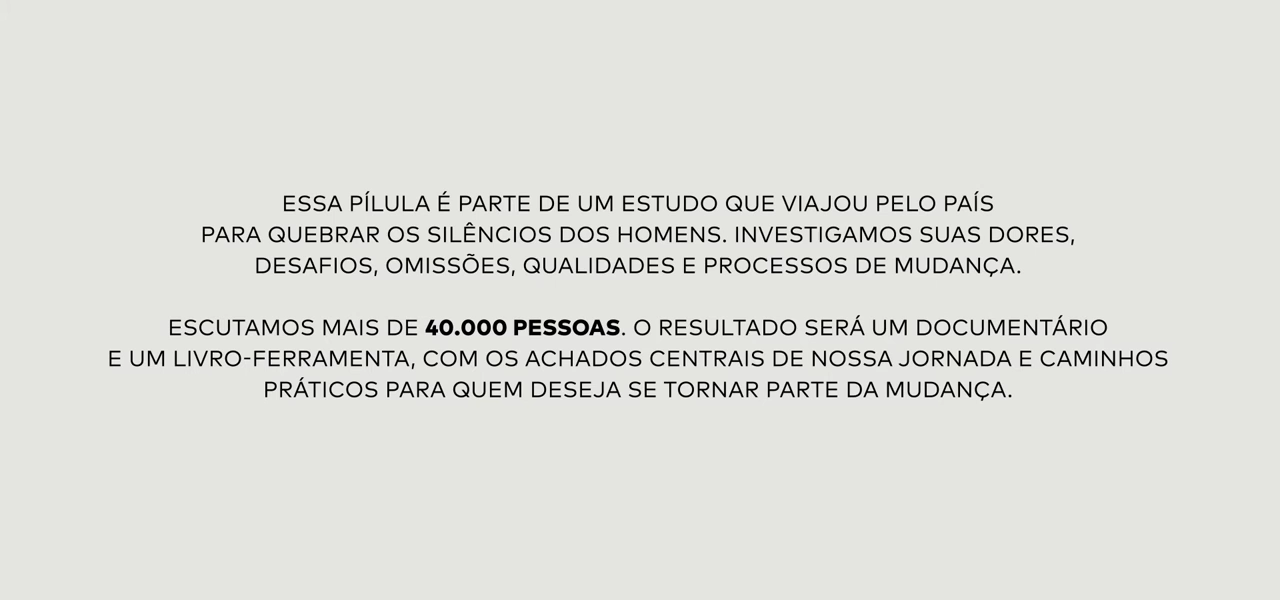 ESSA PÍLULA É PARTE DE UM ESTUDO QUE VIAJOU PELO PAÍS
PARA QUEBRAR OS SILÊNCIOS DOS HOMENS. INVESTIGAMOS SUAS DORES,
DESAFIOS, OMISSÕES, QUALIDADES E PROCESSOS DE MUDANÇA.
ESCUTAMOS MAIS DE 40.000 PESSOAS. O RESULTADO SERÁ UM DOCUMENTÁRIO
E UM LIVRO-FERRAMENTA, COM OS ACHADOS CENTRAIS DE NOSSA JORNADA E CAMINHOS
PRÁTICOS PARA QUEM DESEJA SE TORNAR PARTE DA MUDANÇA.